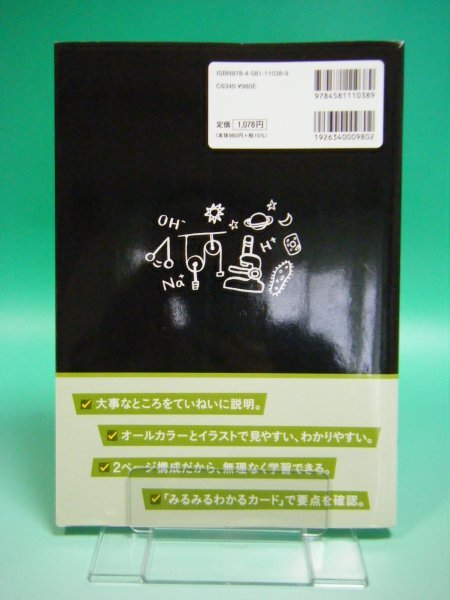 ISBN978-4-581-11038-9
C6340 ¥980E
定価 1,078円
(本体980円+税10%)
9784581110389
1926340009802
OH-
H+
Na+
大事なところをていねいに説明。
オールカラーとイラストで見やすい、わかりやすい。
2ページ構成だから、無理なく学習できる。
「みるみるわかるカード」で要点を確認。